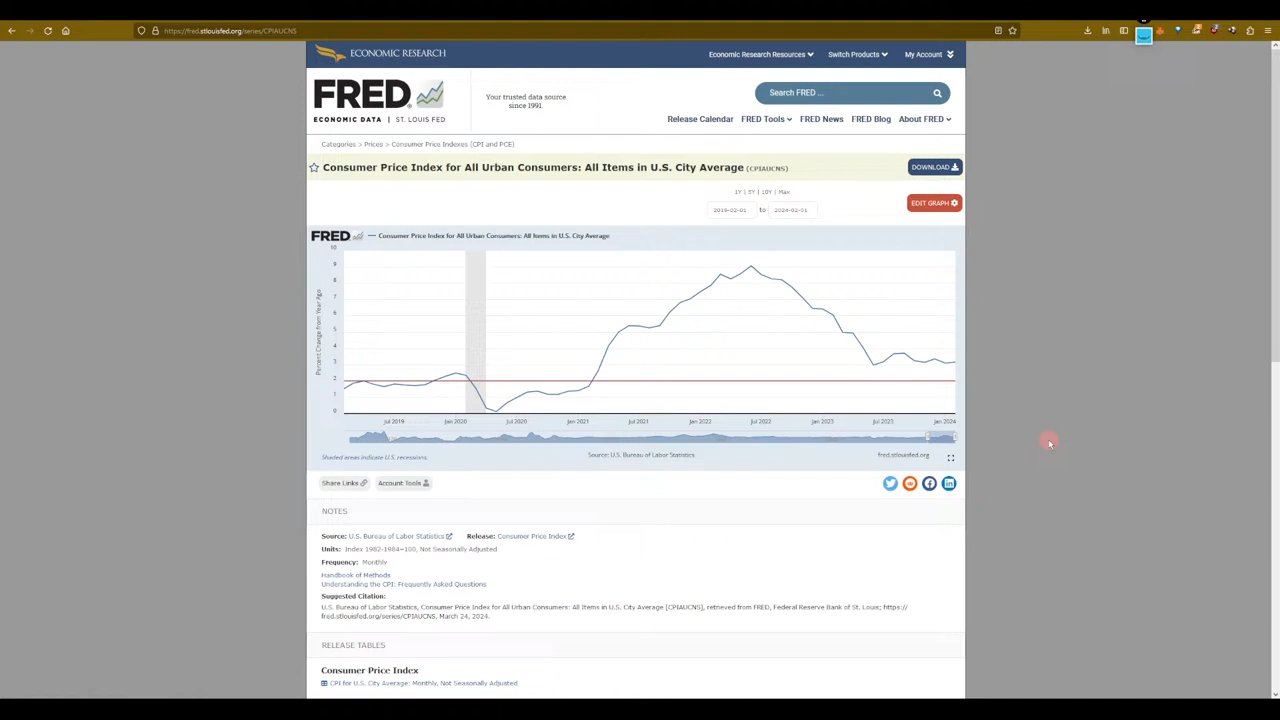 https://fred.stlouisfed.org/series/CPIAUCNS
ECONOMIC RESEARCH
Economic Research Resources
Switch Products
My Account
FRED
ECONOMIC DATA | ST. LOUIS FED
Your trusted data source
since 1991.
Search FRED ...
Release Calendar
FRED Tools
FRED News
FRED Blog
About FRED
Categories > Prices > Consumer Price Indexes (CPI and PCE)
Consumer Price Index for All Urban Consumers: All Items in U.S. City Average (CPIAUCNS)
DOWNLOAD
1Y | 5Y | 10Y | Max
2019-02-01 to 2024-02-01
EDIT GRAPH
FRED
Consumer Price Index for All Urban Consumers: All Items in U.S. City Average
Percent Change from Year Ago
10
9
8
7
6
5
4
3
2
1
0
Jul 2019
Jan 2020
Jul 2020
Jan 2021
Jul 2021
Jan 2022
Jul 2022
Jan 2023
Jul 2023
Jan 2024
Shaded areas indicate U.S. recessions.
Source: U.S. Bureau of Labor Statistics
fred.stlouisfed.org
Share Links
Account Tools
NOTES
Source: U.S. Bureau of Labor Statistics
Release: Consumer Price Index
Units: Index 1982-1984=100, Not Seasonally Adjusted
Frequency: Monthly
Handbook of Methods
Understanding the CPI: Frequently Asked Questions
Suggested Citation:
U.S. Bureau of Labor Statistics, Consumer Price Index for All Urban Consumers: All Items in U.S. City Average [CPIAUCNS], retrieved from FRED, Federal Reserve Bank of St. Louis; https://
fred.stlouisfed.org/series/CPIAUCNS, March 24, 2024.
RELEASE TABLES
Consumer Price Index
CPI for U.S. City Average: Monthly, Not Seasonally Adjusted